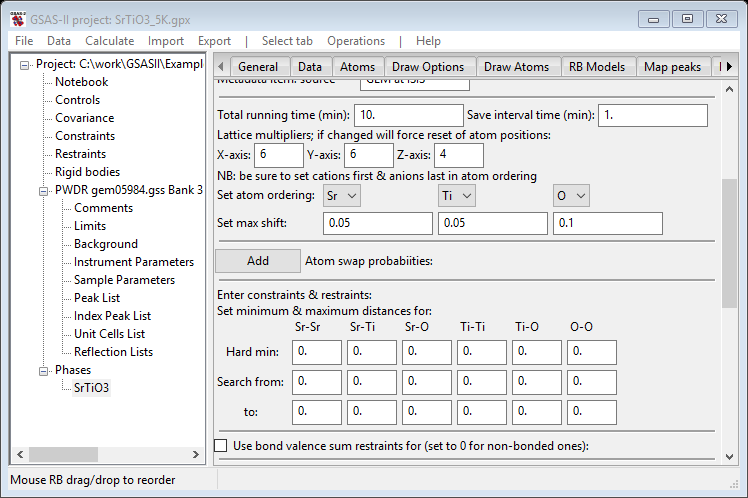 GSAS-II project: SrTiO3_5K.gpx
File Data Calculate Import Export | Select tab Operations | Help
Project: C:\work\GSASII\Exampl
Notebook
Controls
Covariance
Constraints
Restraints
Rigid bodies
PWDR gem05984.gss Bank 3
Comments
Limits
Background
Instrument Parameters
Sample Parameters
Peak List
Index Peak List
Unit Cells List
Reflection Lists
Phases
SrTiO3
General Data Atoms Draw Options Draw Atoms RB Models Map peaks
Metadata item: source GEM at ISIS
Total running time (min): 10. Save interval time (min): 1.
Lattice multipliers; if changed will force reset of atom positions:
X-axis: 6 Y-axis: 6 Z-axis: 4
NB: be sure to set cations first & anions last in atom ordering
Set atom ordering: Sr Ti O
Set max shift: 0.05 0.05 0.1
Add Atom swap probabiities:
Enter constraints & restraints:
Set minimum & maximum distances for:
Sr-Sr Sr-Ti Sr-O Ti-Ti Ti-O O-O
Hard min: 0. 0. 0. 0. 0. 0.
Search from: 0. 0. 0. 0. 0. 0.
to: 0. 0. 0. 0. 0. 0.
Use bond valence sum restraints for (set to 0 for non-bonded ones):
Mouse RB drag/drop to reorder